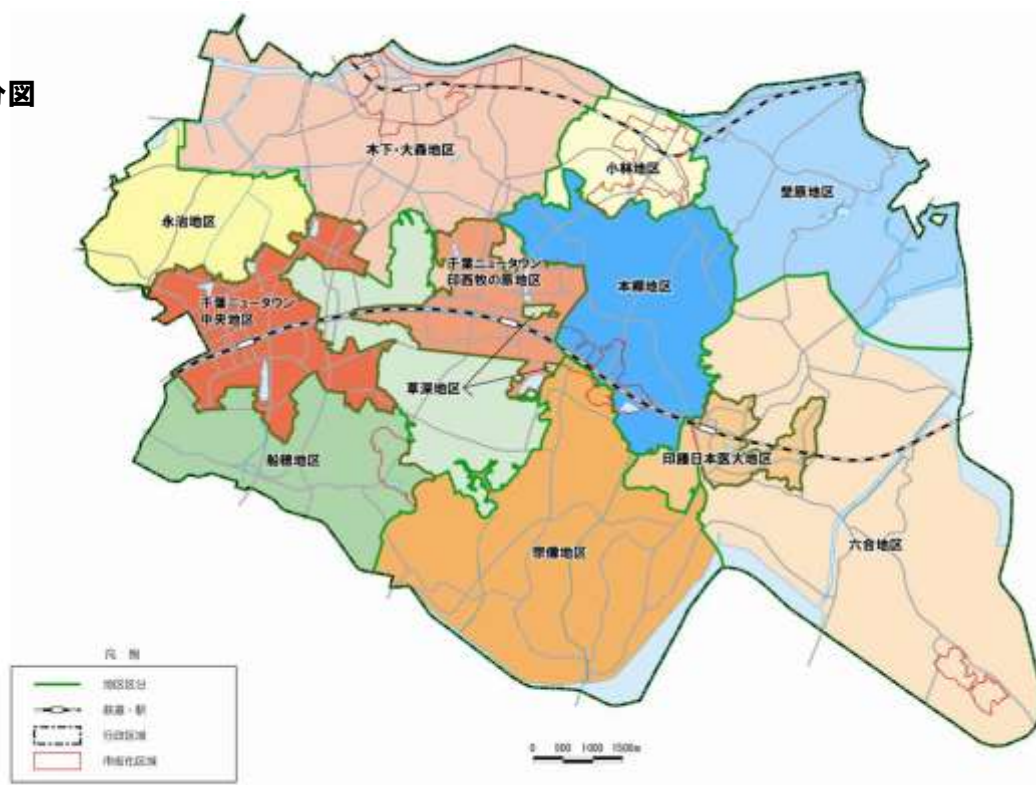 分図
木下・大森地区
小林地区
埜原地区
永治地区
千葉ニュータウン
印西牧の原地区
本郷地区
千葉ニュータウン
中央地区
草深地区
船穂地区
印旛日本医大地区
宗像地区
六合地区
凡 例
地区区分
鉄道・駅
行政区域
市街化区域
0 500 1000 1500m